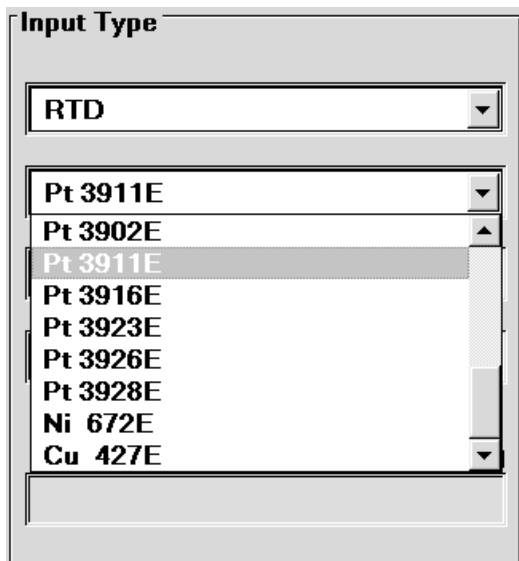 Input Type
RTD
Pt 3911E
Pt 3902E
Pt 3911E
Pt 3916E
Pt 3923E
Pt 3926E
Pt 3928E
Ni 672E
Cu 427E